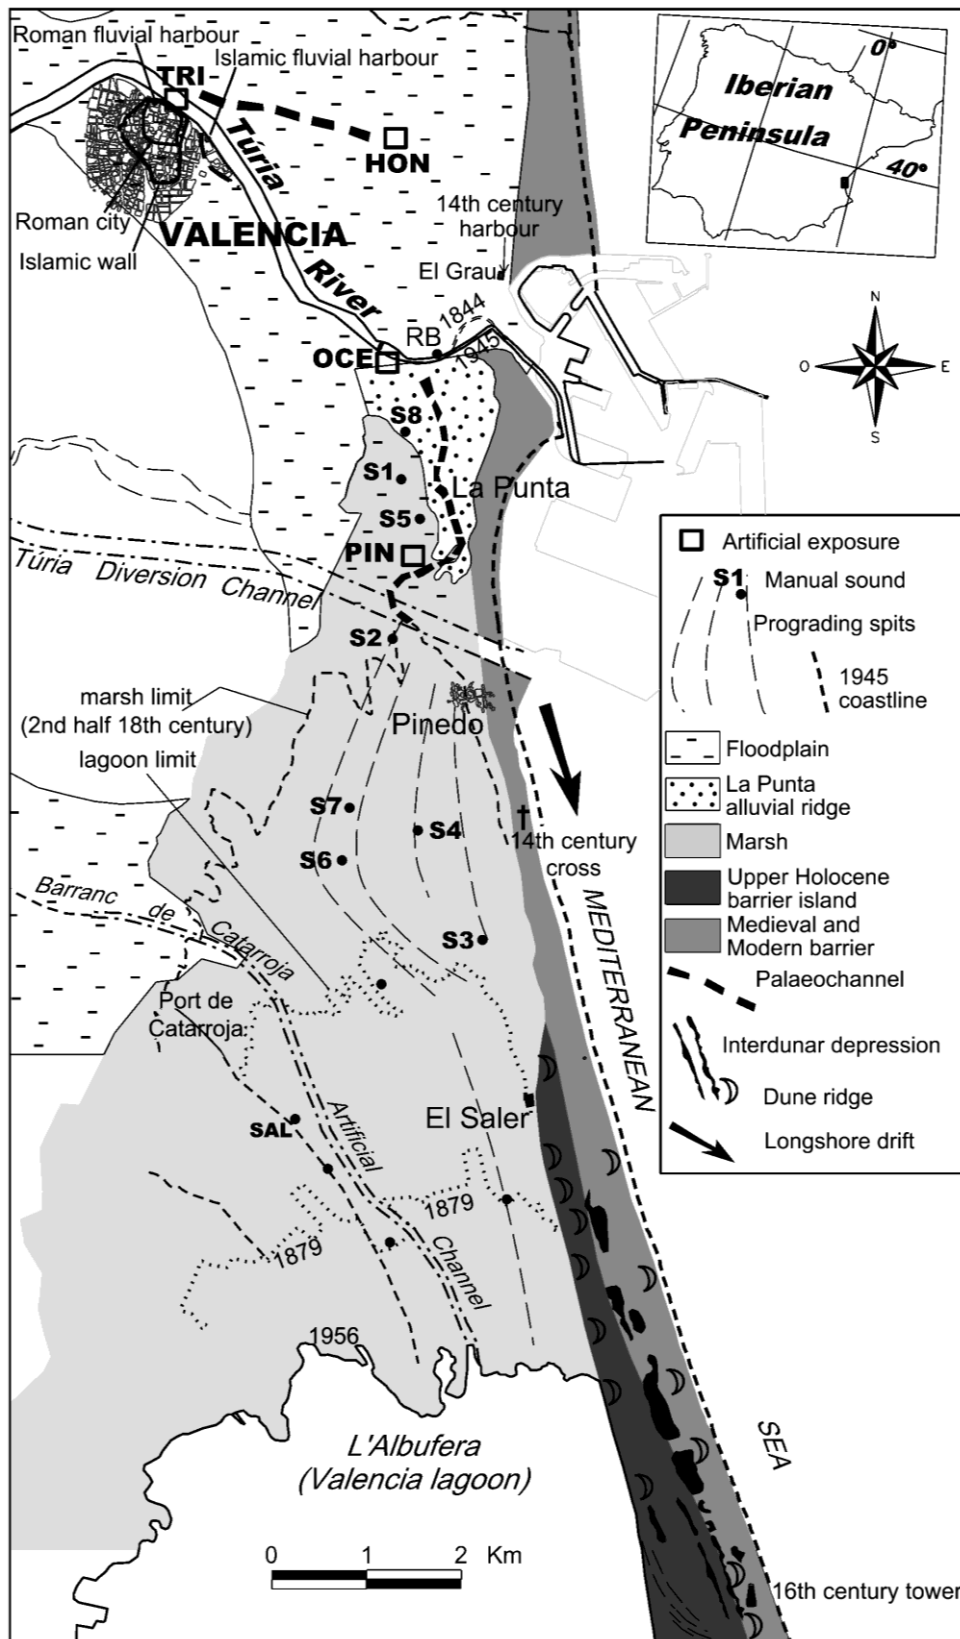 Roman fluvial harbour
Islamic fluvial harbour
TRI
HON
Túria
River
Roman city
VALENCIA
Islamic wall
14th century
harbour
El Grau
1844
RB
1945
OCE
S8
S1
La Punta
S5
PIN
Túria Diversion Channel
S2
marsh limit
(2nd half 18th century)
Pinedo
lagoon limit
S7
S4
14th century
cross
S6
Barranc de Catarroja
S3
MEDITERRANEAN
SEA
Port de
Catarroja
SAL
El Saler
Artificial
Channel
1879
1879
1956
L'Albufera
(Valencia lagoon)
0 1 2 Km
16th century tower
Iberian
Peninsula
0°
40°
N
O E
S
Artificial exposure
S1
Manual sound
Prograding spits
1945
coastline
Floodplain
La Punta
alluvial ridge
Marsh
Upper Holocene
barrier island
Medieval and
Modern barrier
Palaeochannel
Interdunar depression
Dune ridge
Longshore drift